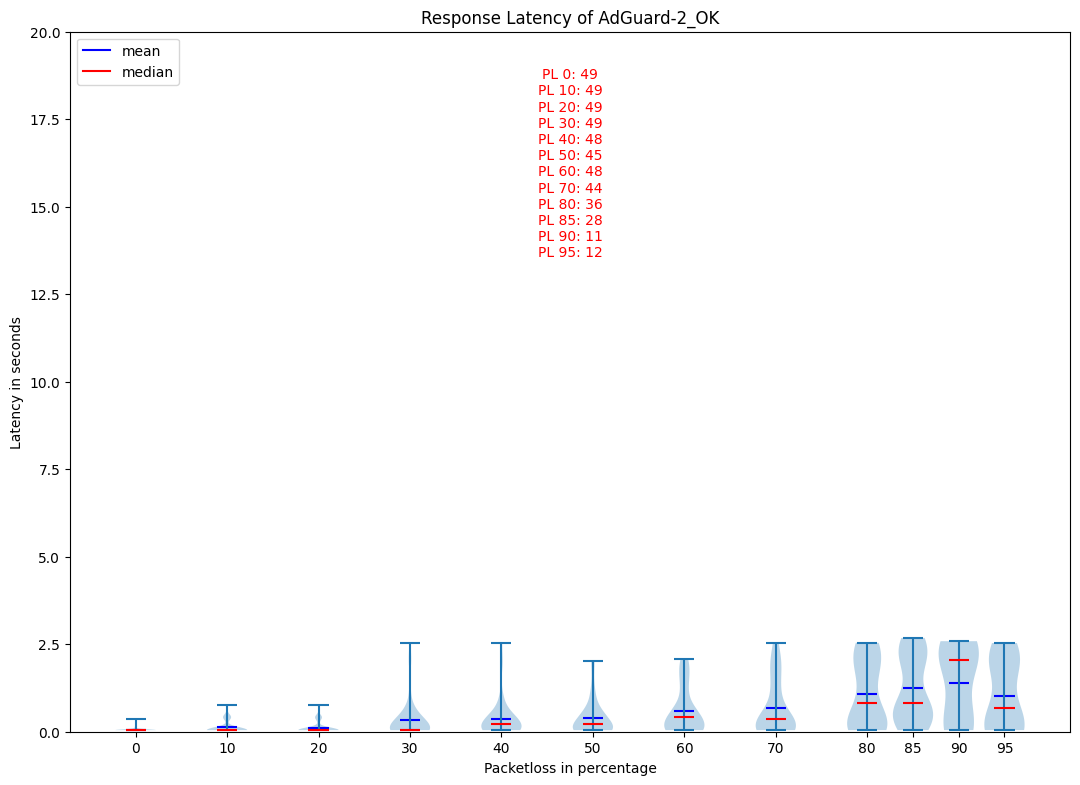 Response Latency of AdGuard-2_OK
mean
median
PL 0: 49
PL 10: 49
PL 20: 49
PL 30: 49
PL 40: 48
PL 50: 45
PL 60: 48
PL 70: 44
PL 80: 36
PL 85: 28
PL 90: 11
PL 95: 12
Latency in seconds
20.0
17.5
15.0
12.5
10.0
7.5
5.0
2.5
0.0
0 10 20 30 40 50 60 70 80 85 90 95
Packetloss in percentage